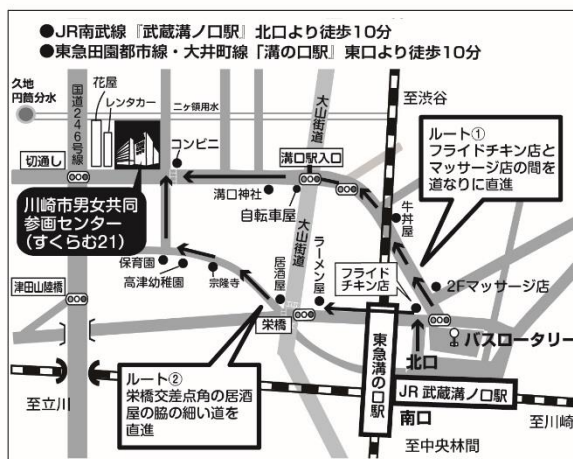 ●JR南武線『武蔵溝ノ口駅』北口より徒歩10分
●東急田園都市線・大井町線「溝の口駅」東口より徒歩10分
久地
円筒分水
花屋
レンタカー
国道246号線
二ヶ領用水
コンビニ
大山街道
至渋谷
ルート①
フライドチキン店と
マッサージ店の間を
道なりに直進
切通し
溝口駅入口
溝口神社
自転車屋
牛丼屋
川崎市男女共同
参画センター
(すくらむ21)
大山街道
保育園
高津幼稚園
宗隆寺
居酒屋
ラーメン屋
フライド
チキン店
2Fマッサージ店
津田山陸橋
栄橋
バスロータリー
北口
東急溝の口駅
ルート②
栄橋交差点角の居酒
屋の脇の細い道を
直進
JR 武蔵溝ノ口駅
南口
至立川
至川崎
至中央林間